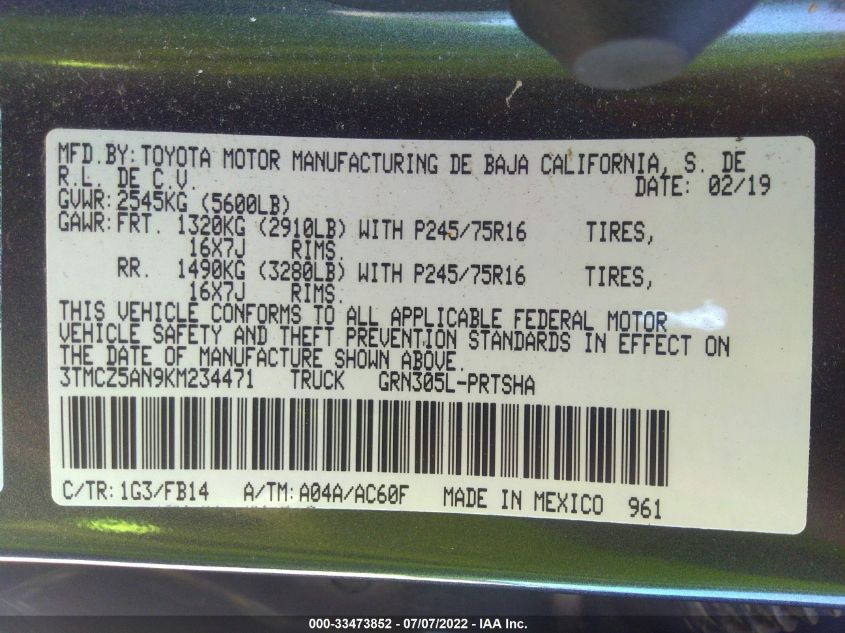 MFD.BY:TOYOTA MOTOR MANUFACTURING DE BAJA CALIFORNIA, S. DE
R.L. DE C.V. DATE: 02/19
GVWR:2545KG (5600LB)
GAWR:FRT. 1320KG (2910LB) WITH P245/75R16 TIRES,
16X7J RIMS.
RR. 1490KG (3280LB) WITH P245/75R16 TIRES,
16X7J RIMS.
THIS VEHICLE CONFORMS TO ALL APPLICABLE FEDERAL MOTOR
VEHICLE SAFETY AND THEFT PREVENTION STANDARDS IN EFFECT ON
THE DATE OF MANUFACTURE SHOWN ABOVE.
3TMCZ5AN9KM234471 TRUCK GRN305L-PRTSHA
C/TR: 1G3/FB14 A/TM: A04A/AC60F MADE IN MEXICO 961
000-33473852 - 07/07/2022 - IAA Inc.